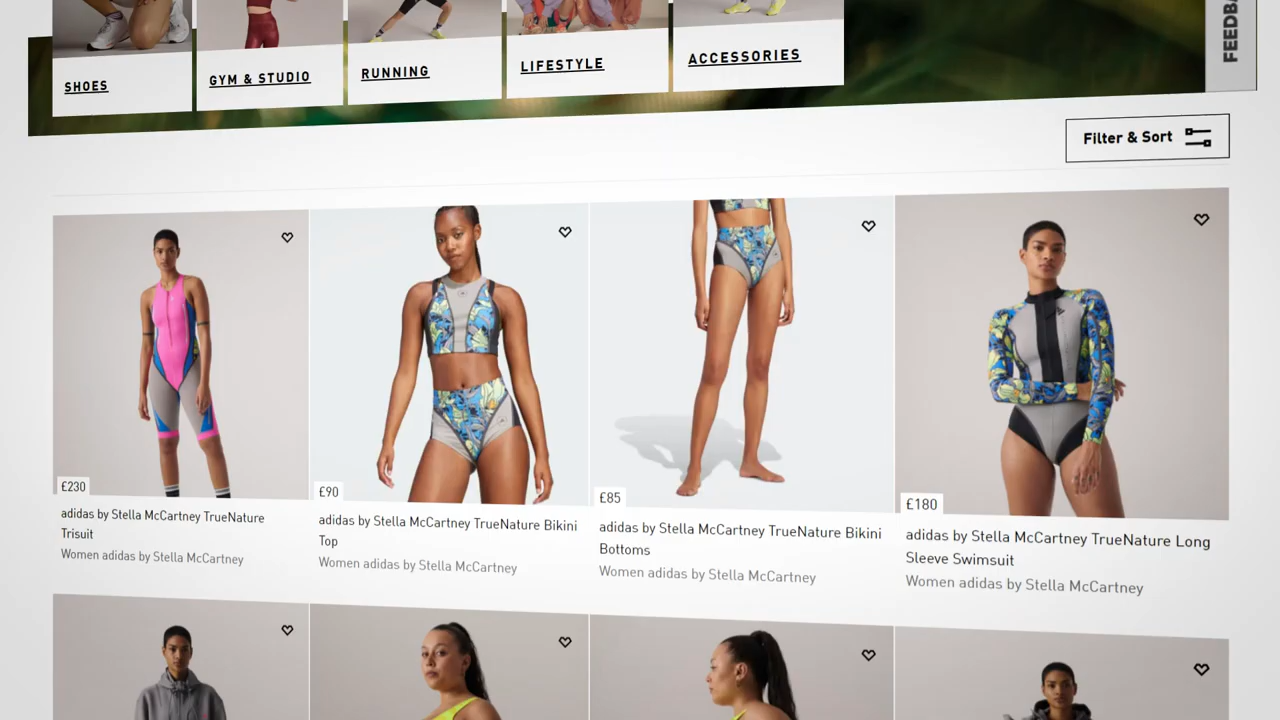 SHOES
GYM & STUDIO
RUNNING
LIFESTYLE
ACCESSORIES
Filter & Sort
£230
adidas by Stella McCartney TrueNature
Trisuit
Women adidas by Stella McCartney
£90
adidas by Stella McCartney TrueNature Bikini
Top
Women adidas by Stella McCartney
£85
adidas by Stella McCartney TrueNature Bikini
Bottoms
Women adidas by Stella McCartney
£180
adidas by Stella McCartney TrueNature Long
Sleeve Swimsuit
Women adidas by Stella McCartney